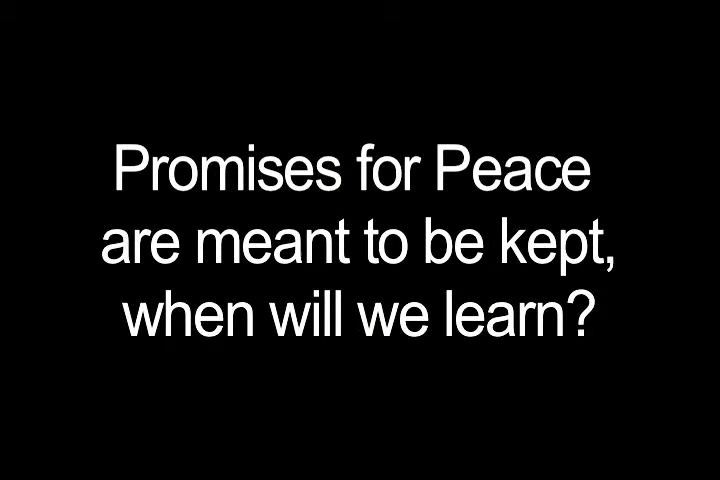 Promises for Peace
are meant to be kept,
when will we learn?